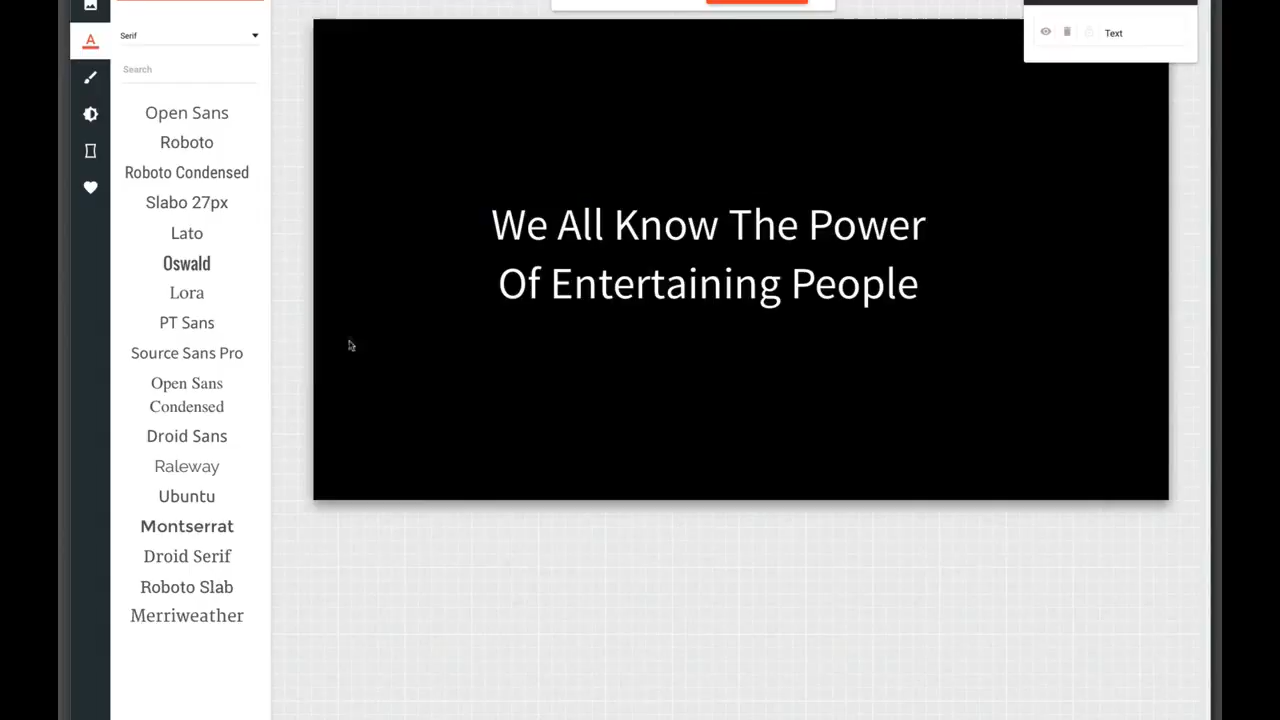 A
Serif
Search
Open Sans
Roboto
Roboto Condensed
Slabo 27px
Lato
Oswald
Lora
PT Sans
Source Sans Pro
Open Sans
Condensed
Droid Sans
Raleway
Ubuntu
Montserrat
Droid Serif
Roboto Slab
Merriweather
We All Know The Power
Of Entertaining People
Text